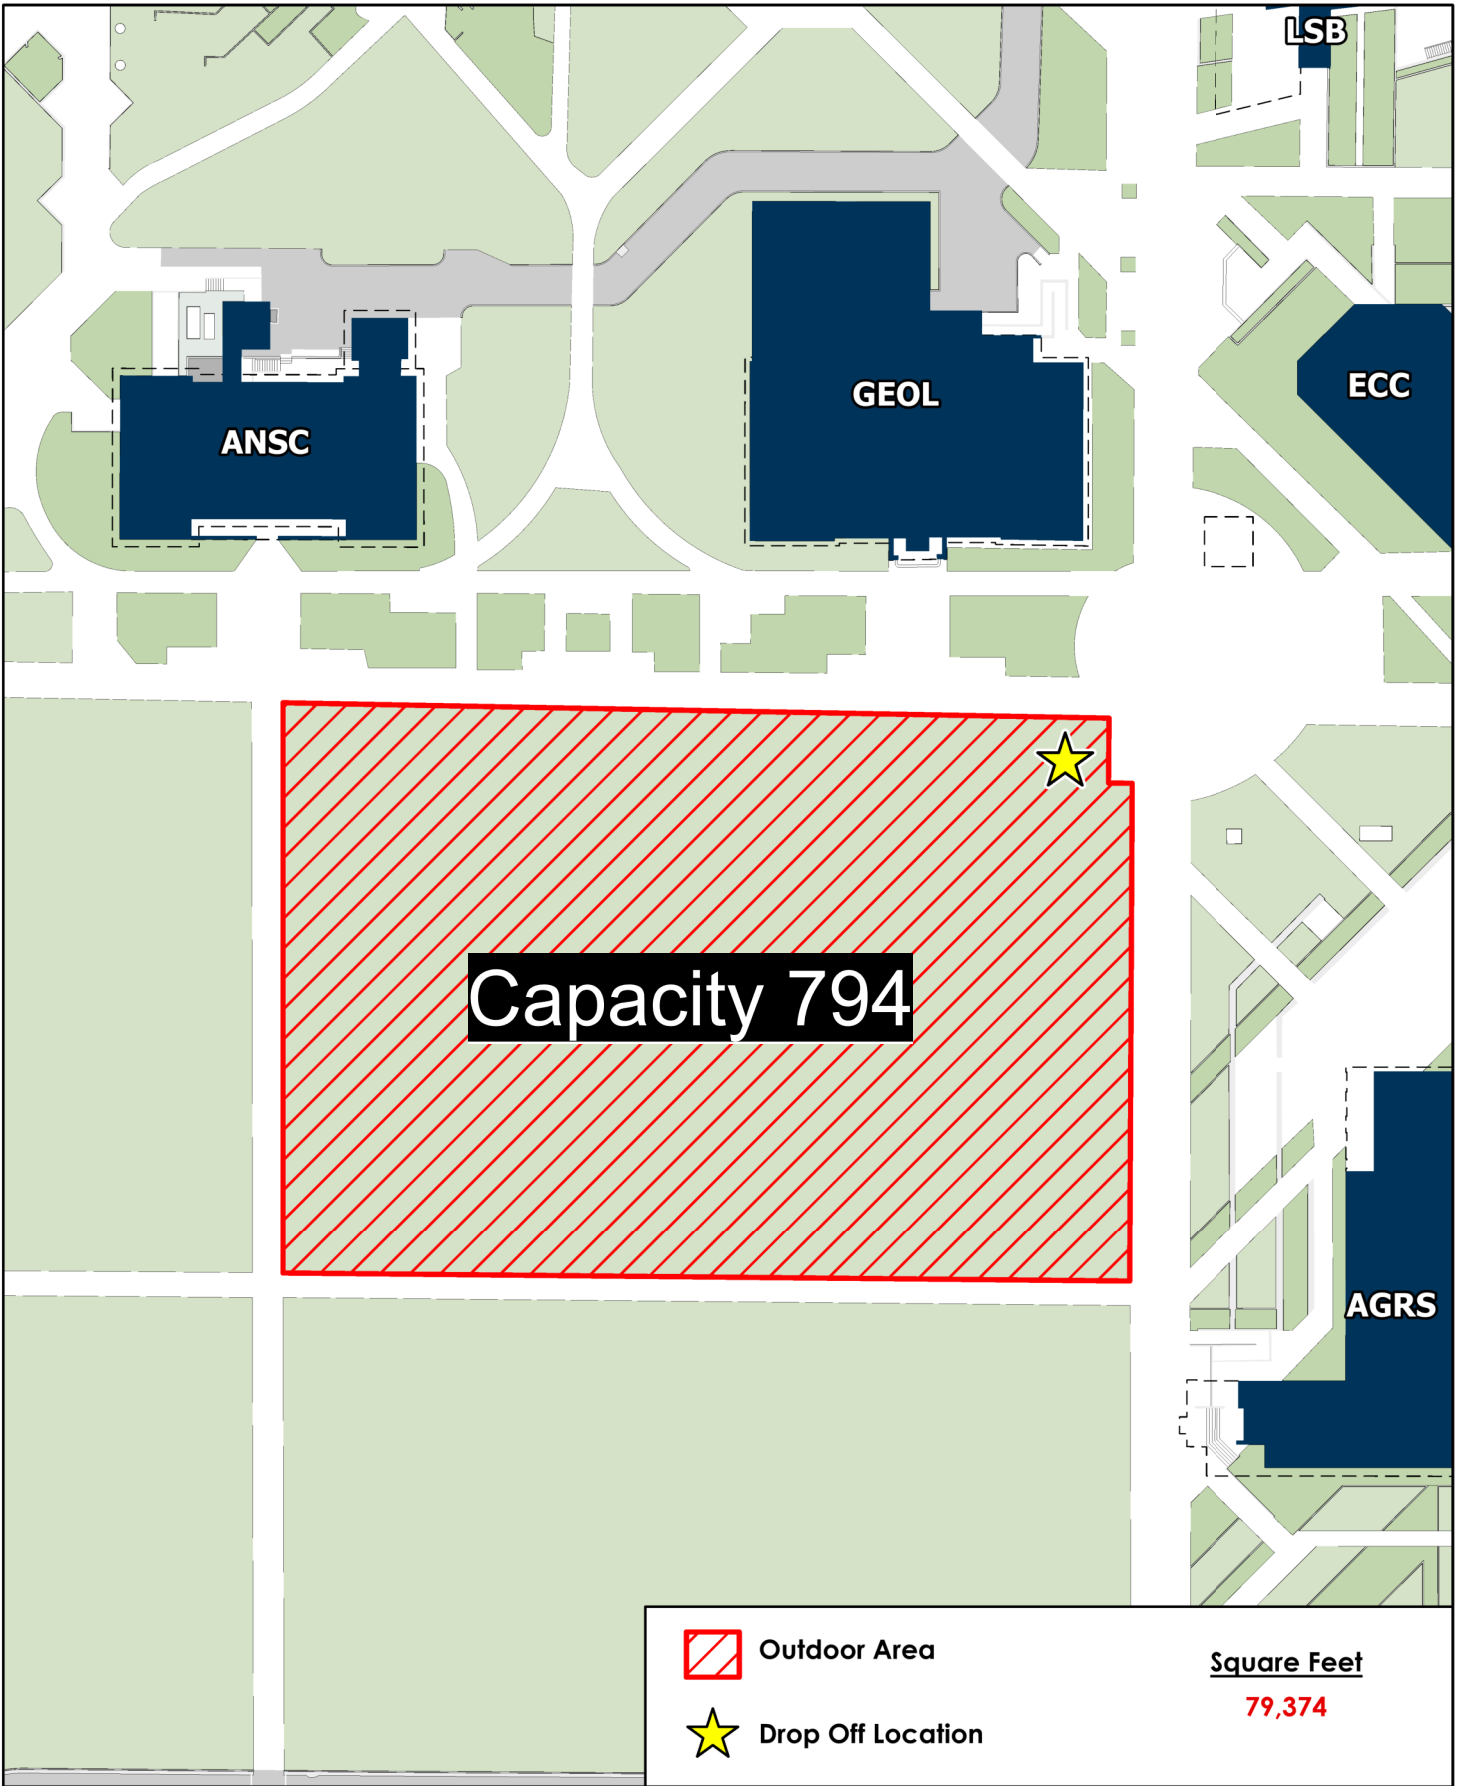 LSB
GEOL
ECC
ANSC
Capacity 794
AGRS
Outdoor Area
Square Feet
79,374
Drop Off Location